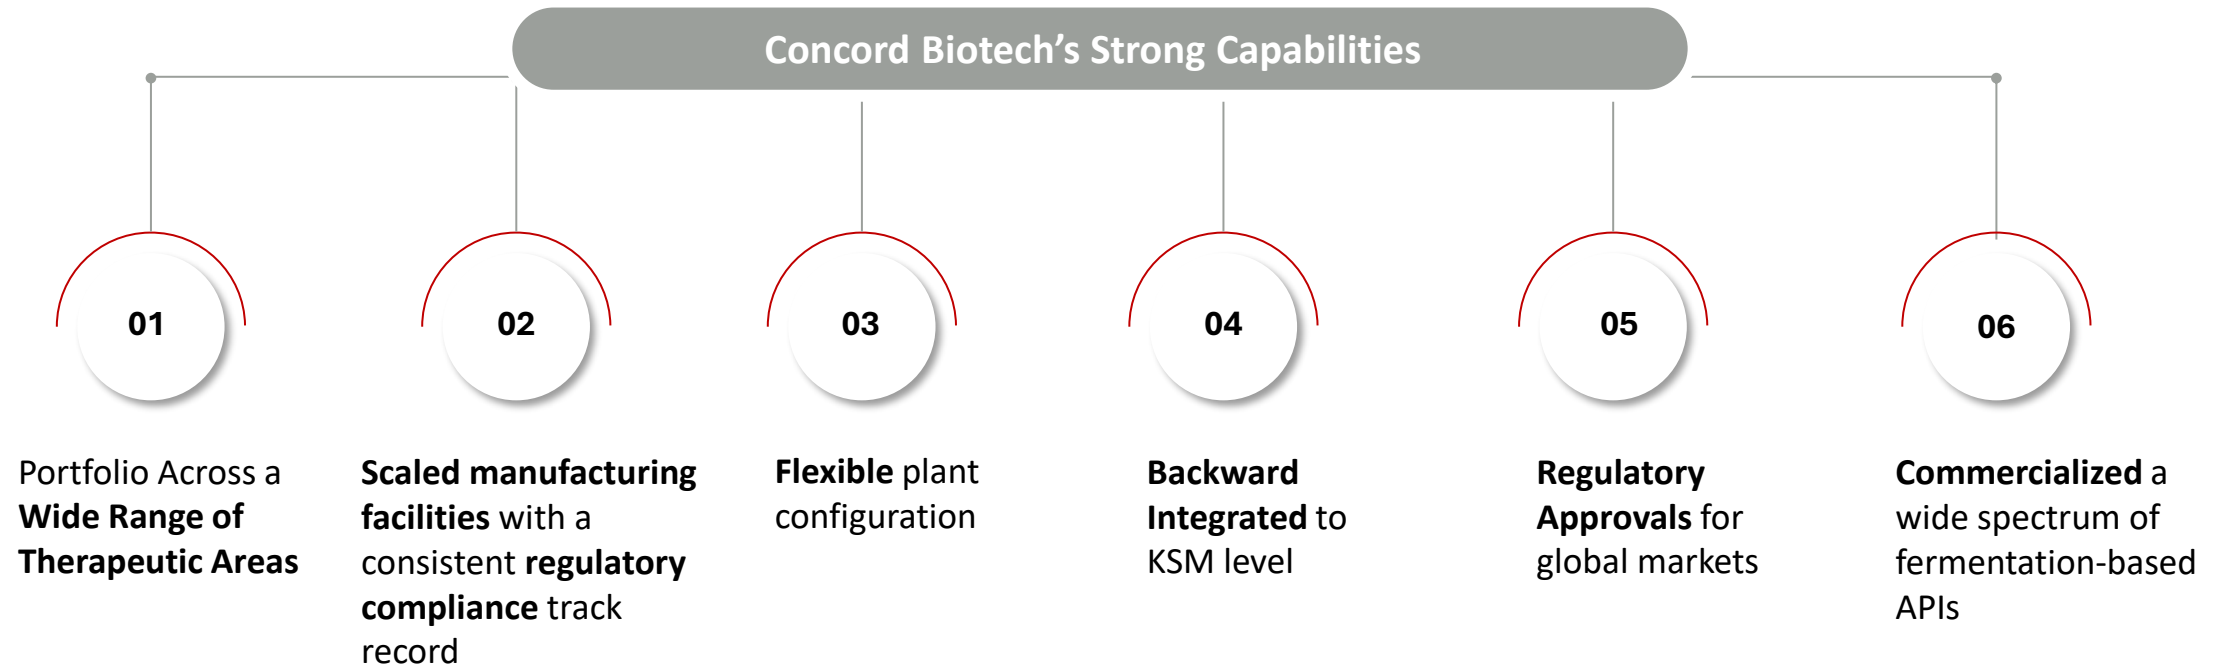 Concord Biotech's Strong Capabilities
01
Portfolio Across a
Wide Range of
Therapeutic Areas
02
Scaled manufacturing
facilities with a
consistent regulatory
compliance track
record
03
Flexible plant
configuration
04
Backward
Integrated to
KSM level
05
Regulatory
Approvals for
global markets
06
Commercialized a
wide spectrum of
fermentation-based
APIs